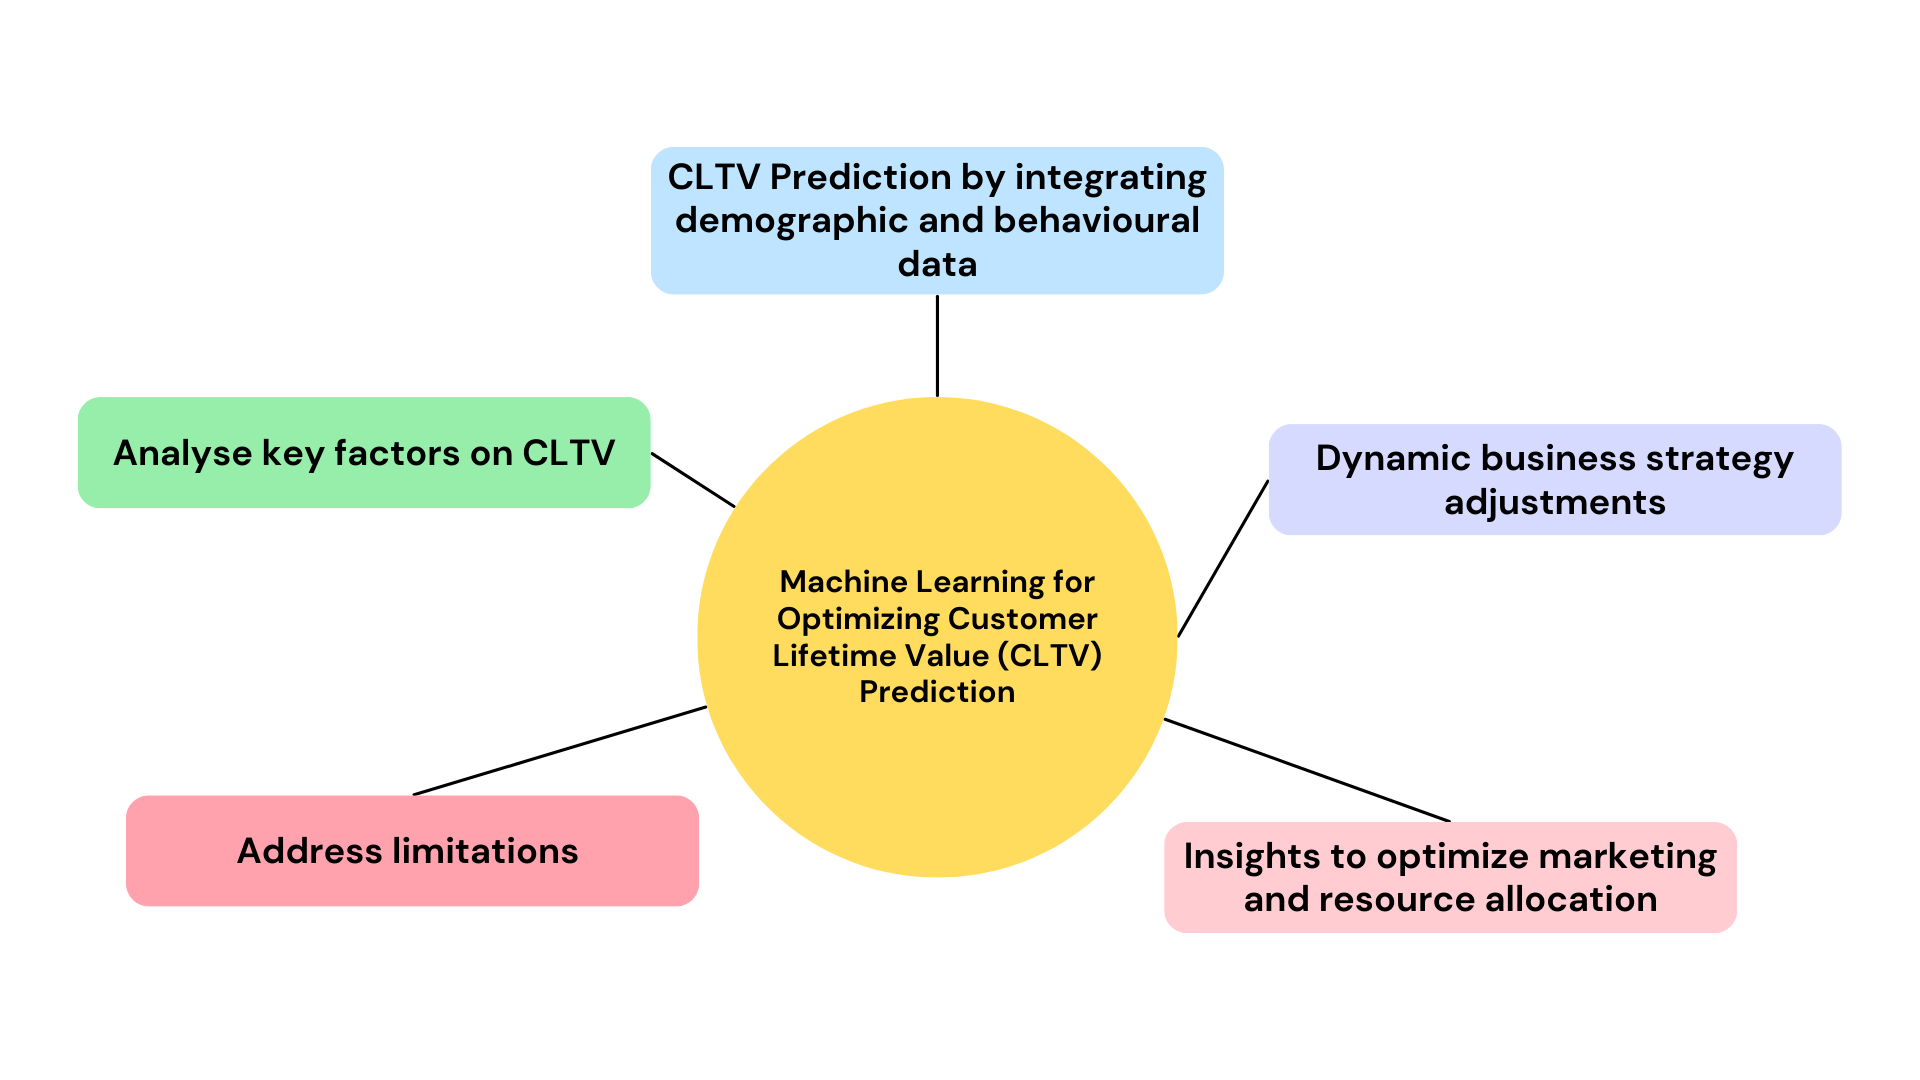 CLTV Prediction by integrating
demographic and behavioural
data
Analyse key factors on CLTV
Dynamic business strategy
adjustments
Machine Learning for
Optimizing Customer
Lifetime Value (CLTV)
Prediction
Address limitations
Insights to optimize marketing
and resource allocation